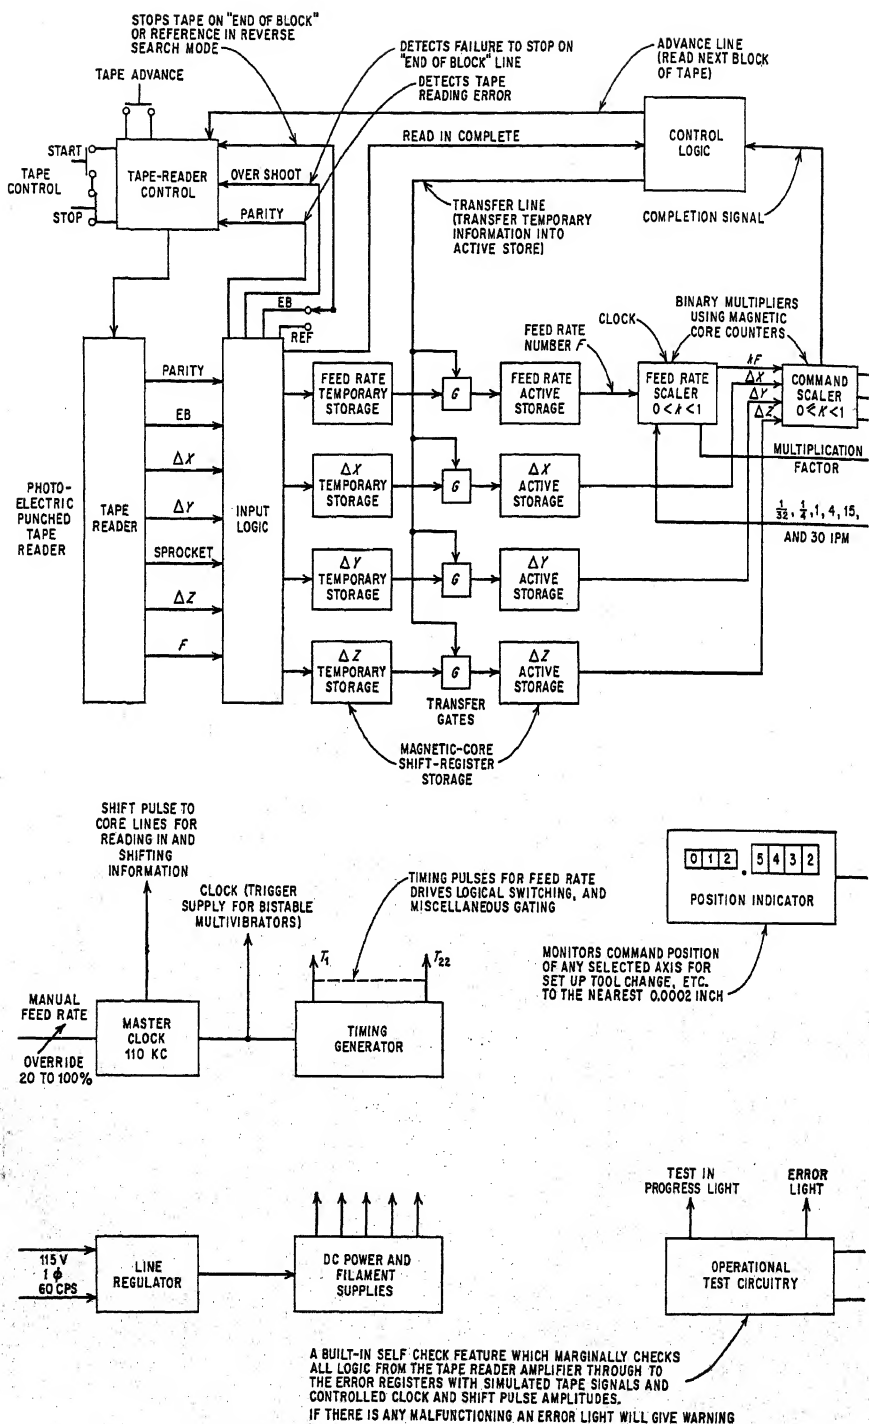 STOPS TAPE ON "END OF BLOCK"
OR REFERENCE IN REVERSE
SEARCH MODE
DETECTS FAILURE TO STOP ON
"END OF BLOCK" LINE
DETECTS TAPE
READING ERROR
ADVANCE LINE
(READ NEXT BLOCK
OF TAPE)
TAPE ADVANCE
START
TAPE
CONTROL
STOP
TAPE-READER
CONTROL
OVER SHOOT
PARITY
READ IN COMPLETE
CONTROL
LOGIC
TRANSFER LINE
(TRANSFER TEMPORARY
INFORMATION INTO
ACTIVE STORE)
COMPLETION SIGNAL
EB
REF
FEED RATE
NUMBER F
CLOCK
BINARY MULTIPLIERS
USING MAGNETIC
CORE COUNTERS
PHOTO-
ELECTRIC
PUNCHED
TAPE
READER
TAPE
READER
PARITY
EB
ΔX
ΔY
SPROCKET
ΔZ
F
INPUT
LOGIC
FEED RATE
TEMPORARY
STORAGE
G
FEED RATE
ACTIVE
STORAGE
FEED RATE
SCALER
0 < k < 1
kF
ΔX
ΔY
ΔZ
COMMAND
SCALER
0 ≤ K < 1
ΔX
TEMPORARY
STORAGE
G
ΔX
ACTIVE
STORAGE
MULTIPLICATION
FACTOR
1/32, 1/4, 1, 4, 15,
AND 30 IPM
ΔY
TEMPORARY
STORAGE
G
ΔY
ACTIVE
STORAGE
ΔZ
TEMPORARY
STORAGE
G
ΔZ
ACTIVE
STORAGE
TRANSFER
GATES
MAGNETIC-CORE
SHIFT-REGISTER
STORAGE
SHIFT PULSE TO
CORE LINES FOR
READING IN AND
SHIFTING
INFORMATION
CLOCK (TRIGGER
SUPPLY FOR BISTABLE
MULTIVIBRATORS)
TIMING PULSES FOR FEED RATE
DRIVES LOGICAL SWITCHING, AND
MISCELLANEOUS GATING
T1
T22
MANUAL
FEED RATE
OVERRIDE
20 TO 100%
MASTER
CLOCK
110 KC
TIMING
GENERATOR
012.5432
POSITION INDICATOR
MONITORS COMMAND POSITION
OF ANY SELECTED AXIS FOR
SET UP TOOL CHANGE, ETC.
TO THE NEAREST 0.0002 INCH
115 V
1 ϕ
60 CPS
LINE
REGULATOR
DC POWER AND
FILAMENT
SUPPLIES
TEST IN
PROGRESS LIGHT
ERROR
LIGHT
OPERATIONAL
TEST CIRCUITRY
A BUILT-IN SELF CHECK FEATURE WHICH MARGINALLY CHECKS
ALL LOGIC FROM THE TAPE READER AMPLIFIER THROUGH TO
THE ERROR REGISTERS WITH SIMULATED TAPE SIGNALS AND
CONTROLLED CLOCK AND SHIFT PULSE AMPLITUDES.
IF THERE IS ANY MALFUNCTIONING AN ERROR LIGHT WILL GIVE WARNING